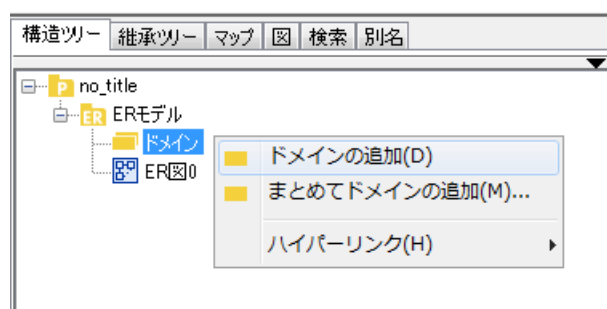 構造ツリー 継承ツリー マップ 図 検索 別名
no_title
ERモデル
ドメイン
ER図0
ドメインの追加(D)
まとめてドメインの追加(M)...
ハイパーリンク(H)